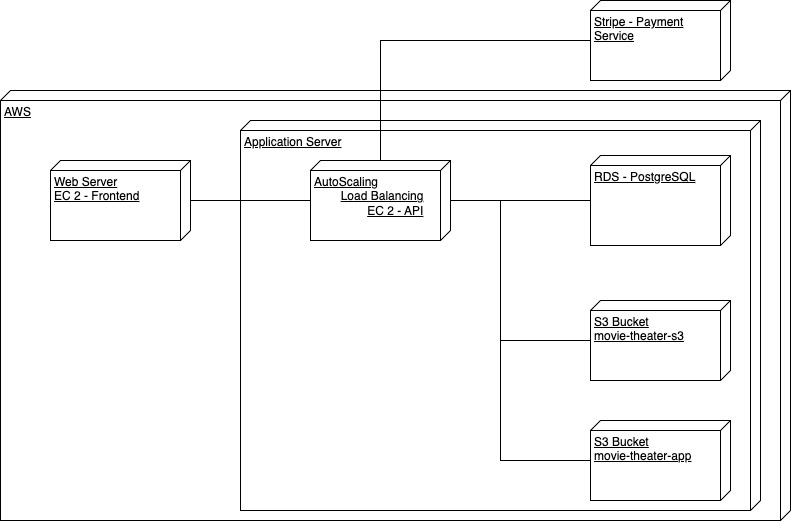 Stripe - Payment
Service
AWS
Application Server
Web Server
EC 2 - Frontend
AutoScaling
Load Balancing
EC 2 - API
RDS - PostgreSQL
S3 Bucket
movie-theater-s3
S3 Bucket
movie-theater-app